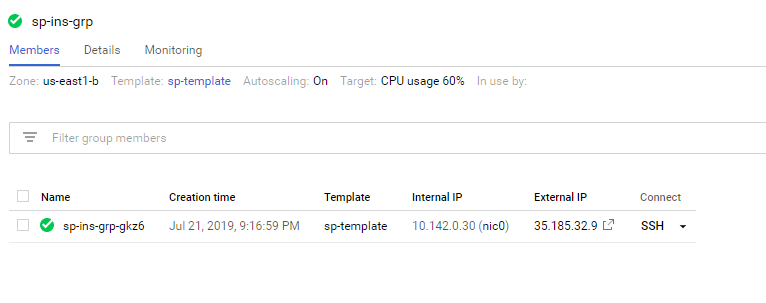 sp-ins-grp
Members Details Monitoring
Zone: us-east1-b Template: sp-template Autoscaling: On Target: CPU usage 60% In use by:
Filter group members
Name Creation time Template Internal IP External IP Connect
sp-ins-grp-gkz6 Jul 21, 2019, 9:16:59 PM sp-template 10.142.0.30 (nic0) 35.185.32.9 SSH